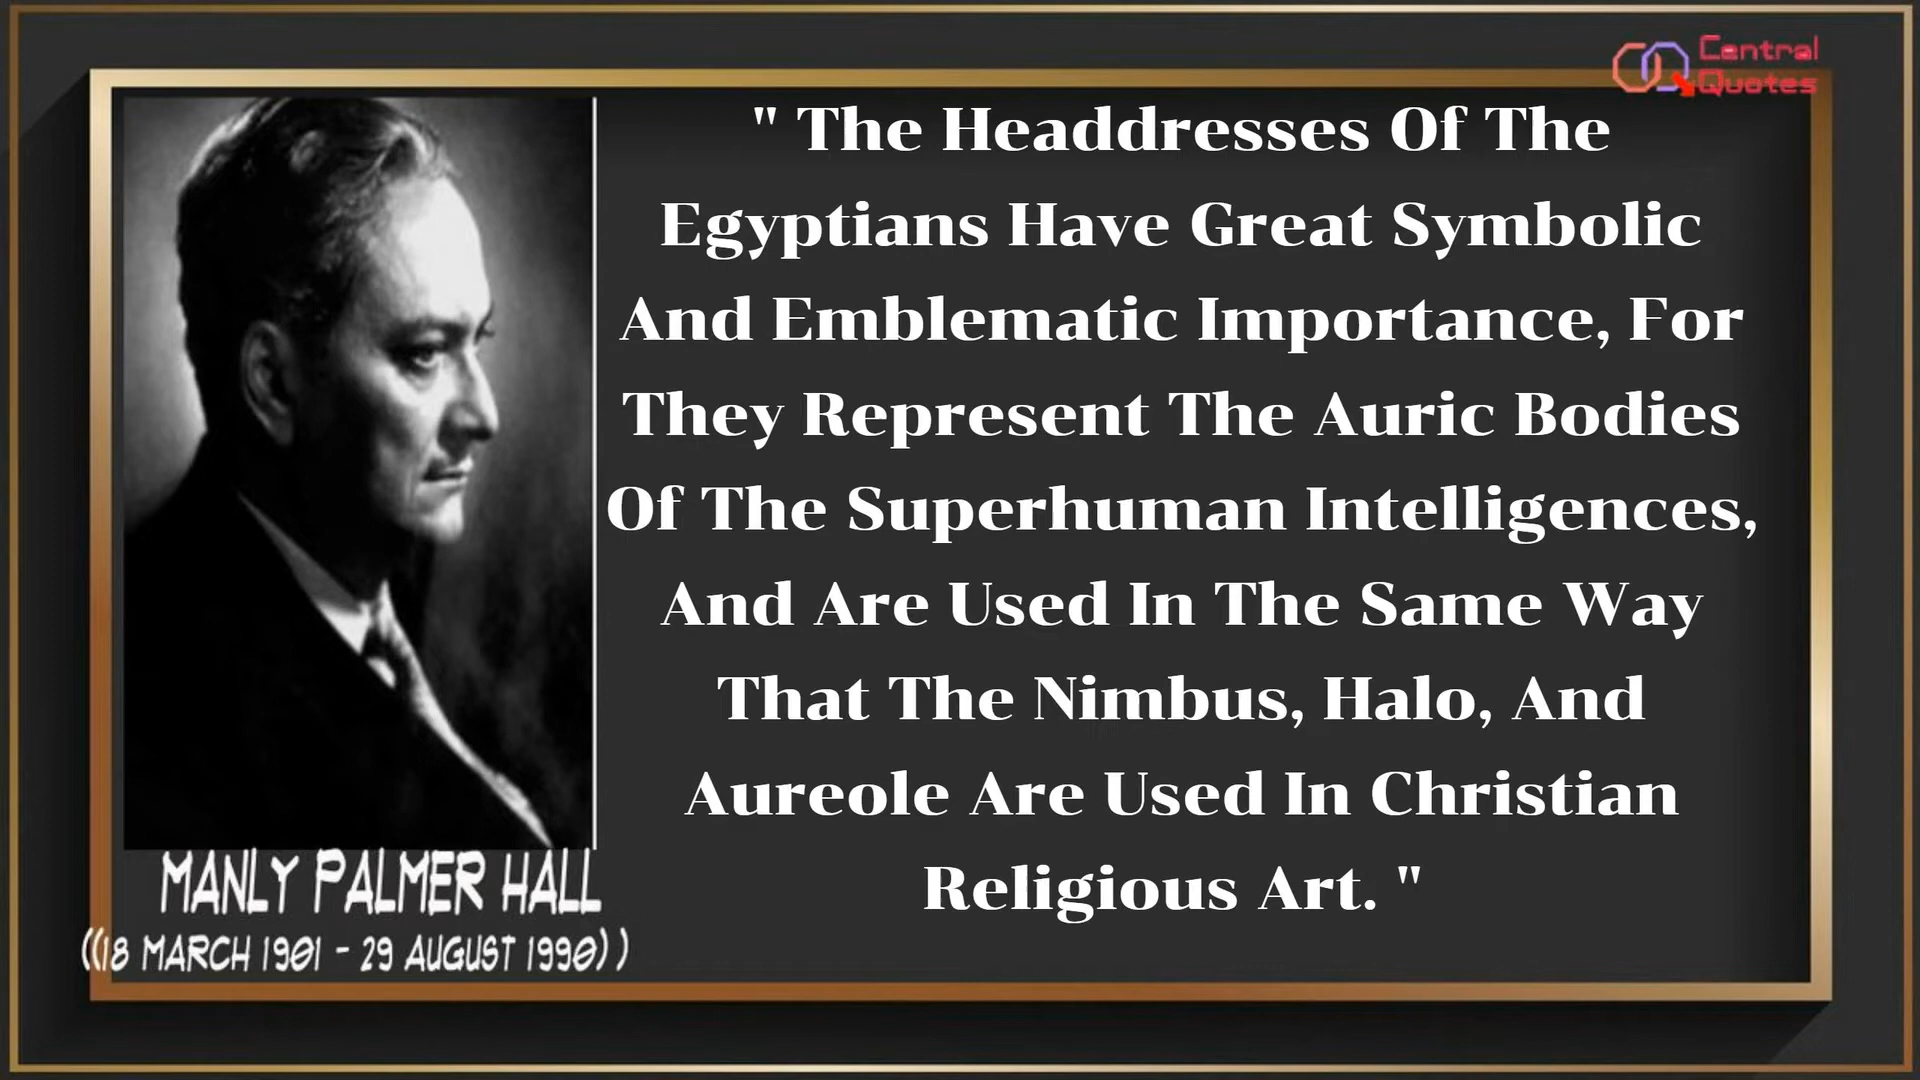 Central
Quotes
" The Headdresses Of The
Egyptians Have Great Symbolic
And Emblematic Importance, For
They Represent The Auric Bodies
Of The Superhuman Intelligences,
And Are Used In The Same Way
That The Nimbus, Halo, And
Aureole Are Used In Christian
Religious Art. "
MANLY PALMER HALL
((18 MARCH 1901 - 29 AUGUST 1990))